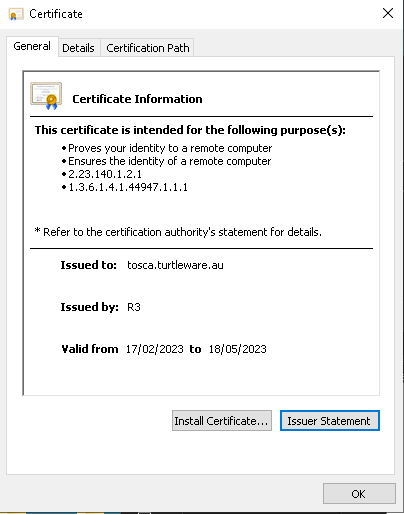 Certificate
General Details Certification Path
Certificate Information
This certificate is intended for the following purpose(s):
• Proves your identity to a remote computer
• Ensures the identity of a remote computer
• 2.23.140.1.2.1
• 1.3.6.1.4.1.44947.1.1.1
* Refer to the certification authority's statement for details.
Issued to: tosca.turtleware.au
Issued by: R3
Valid from 17/02/2023 to 18/05/2023
Install Certificate... Issuer Statement
OK